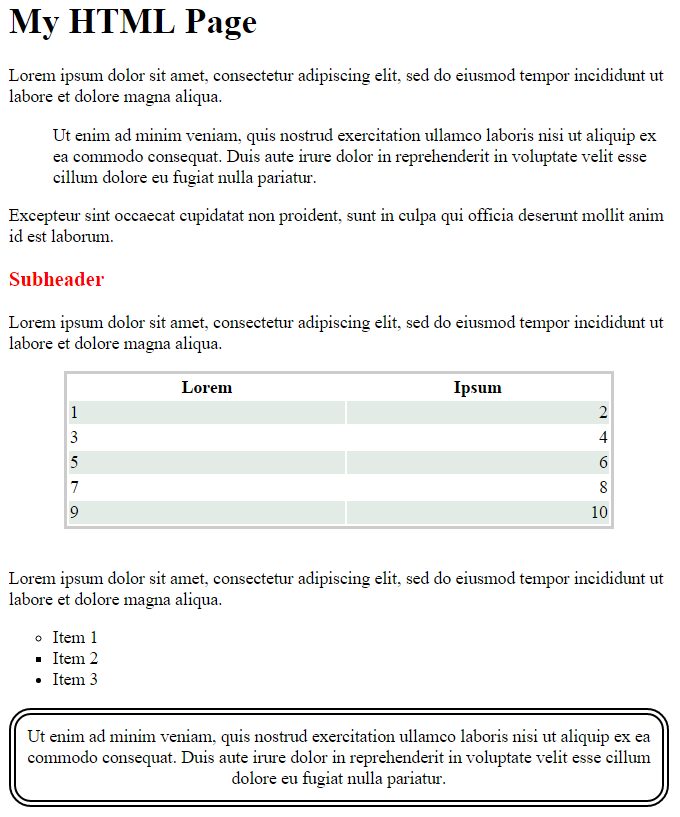 My HTML Page
Lorem ipsum dolor sit amet, consectetur adipiscing elit, sed do eiusmod tempor incididunt ut
labore et dolore magna aliqua.
Ut enim ad minim veniam, quis nostrud exercitation ullamco laboris nisi ut aliquip ex
ea commodo consequat. Duis aute irure dolor in reprehenderit in voluptate velit esse
cillum dolore eu fugiat nulla pariatur.
Excepteur sint occaecat cupidatat non proident, sunt in culpa qui officia deserunt mollit anim
id est laborum.
Subheader
Lorem ipsum dolor sit amet, consectetur adipiscing elit, sed do eiusmod tempor incididunt ut
labore et dolore magna aliqua.
Lorem Ipsum
1 2
3 4
5 6
7 8
9 10
Lorem ipsum dolor sit amet, consectetur adipiscing elit, sed do eiusmod tempor incididunt ut
labore et dolore magna aliqua.
Item 1
Item 2
Item 3
Ut enim ad minim veniam, quis nostrud exercitation ullamco laboris nisi ut aliquip ex ea
commodo consequat. Duis aute irure dolor in reprehenderit in voluptate velit esse cillum
dolore eu fugiat nulla pariatur.